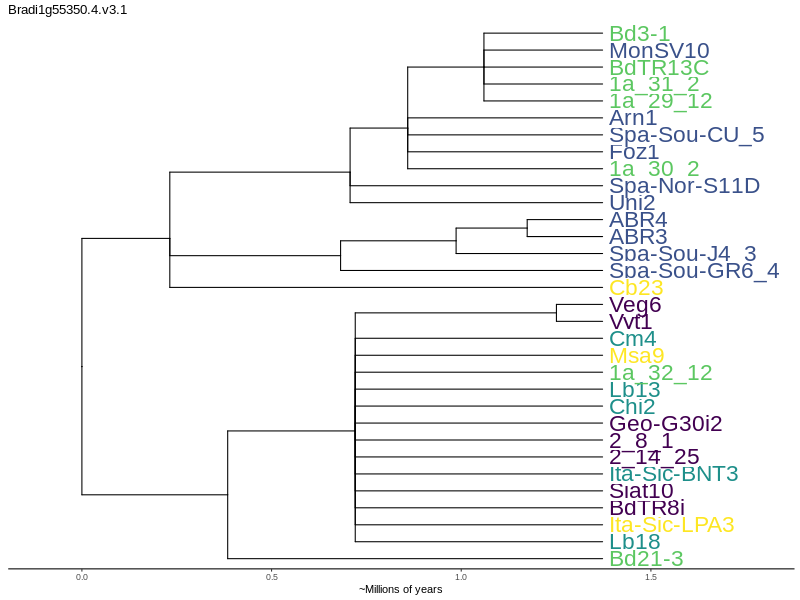 Bradi1g55350.4.v3.1
Bd3-1
MonSV10
BdTR13C
1a_31_2
1a_29_12
Arn1
Spa-Sou-CU_5
Foz1
1a_30_2
Spa-Nor-S11D
Uni2
ABR4
ABR3
Spa-Sou-J4_3
Spa-Sou-GR6_4
Cb23
Veg6
Vvt1
Cm4
Msa9
1a_32_12
Lb13
Chi2
Geo-G30i2
2_8_1
2_14_25
Ita-Sic-BNT3
Siat10
BdTR8i
Ita-Sic-LPA3
Lb18
Bd21-3
0.0 0.5 1.0 1.5
~Millions of years